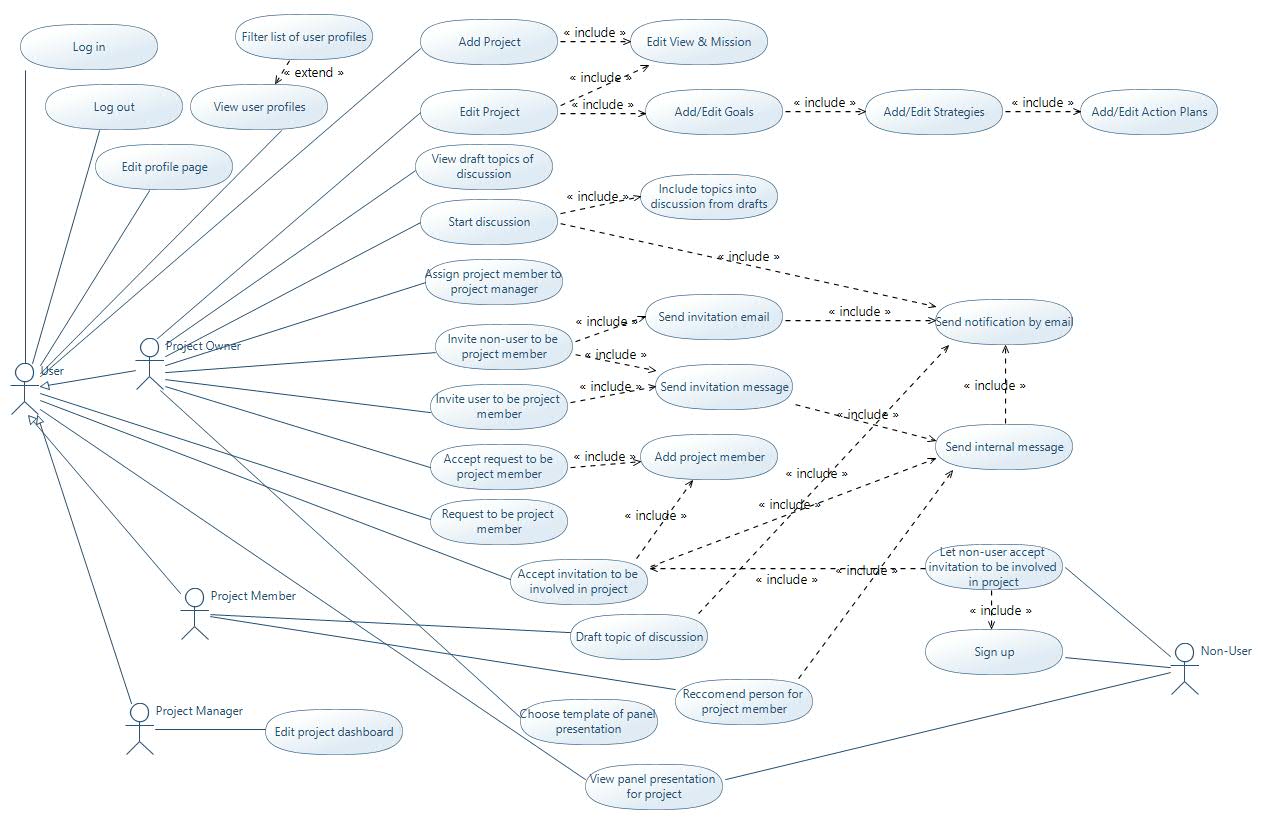 Log in
Filter list of user profiles
Add Project
« include »
Edit View & Mission
« extend »
« include »
Log out
View user profiles
Edit Project
« include »
Add/Edit Goals
« include »
Add/Edit Strategies
« include »
Add/Edit Action Plans
Edit profile page
View draft topics of
discussion
« include »
Include topics into
discussion from drafts
Start discussion
« include »
Assign project member to
project manager
Send invitation email
« include »
« include »
Send notification by email
Invite non-user to be
project member
Project Owner
« include »
User
Send invitation message
« include »
« include »
Invite user to be project
member
« include »
Accept request to be
project member
« include »
Add project member
Send internal message
« include »
« include »
« include »
Request to be project
member
Let non-user accept
invitation to be involved
in project
« include »
« include »
Accept invitation to be
involved in project
Project Member
« include »
Draft topic of discussion
Sign up
Non-User
Reccomend person for
project member
Project Manager
Choose template of panel
presentation
Edit project dashboard
View panel presentation
for project